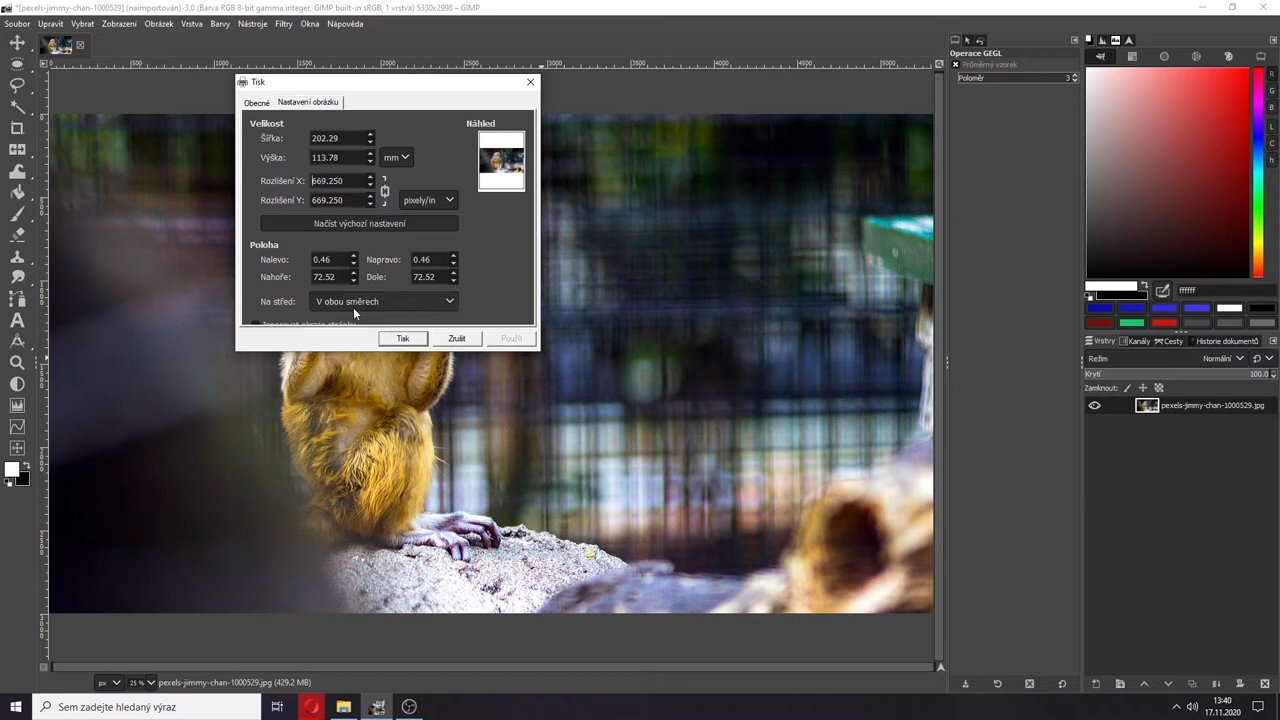 *[pexels-jimmy-chan-1000529] (naimportován)-3.0 (Barva RGB 8-bit gamma integer, GIMP built-in sRGB, 1 vrstva) 5330x2998 – GIMP
Soubor Upravit Vybrat Zobrazení Obrázek Vrstva Barvy Nástroje Filtry Okna Nápověda
Operace GEGL
Průměrný vzorek
Poloměr 3
Tisk
Obecné Nastavení obrázku
Velikost Náhled
Šířka: 202.29
Výška: 113.78 mm
Rozlišení X: 669.250
Rozlišení Y: 669.250 pixely/in
Načíst výchozí nastavení
Poloha
Nalevo: 0.46 Napravo: 0.46
Nahoře: 72.52 Dole: 72.52
Na střed: V obou směrech
Ignorovat okraje stránky
Tisk Zrušit Použít
R
G
B
L
C
h
ffffff
Vrstvy Kanály Cesty Historie dokumentů
Režim Normální
Krytí 100.0
Zamknout:
pexels-jimmy-chan-1000529.jpg
px 25 % pexels-jimmy-chan-1000529.jpg (429.2 MB)
Sem zadejte hledaný výraz
13:40
17.11.2020